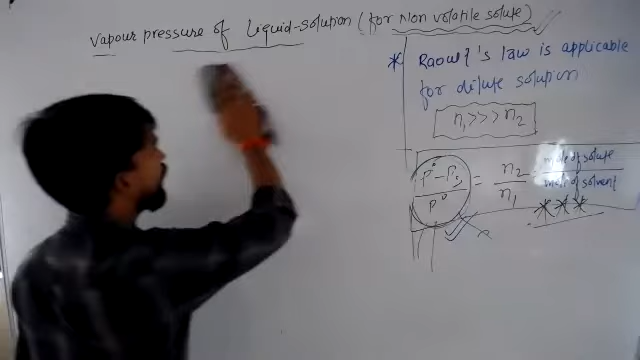 Vapour pressure of Liquid-solution (for Non volatile solute)
* Raoult's law is applicable
for dilute solution
n₁>>>n₂
P°-Ps/P° = n₂/n₁ = mole of solute/mole of solvent
***